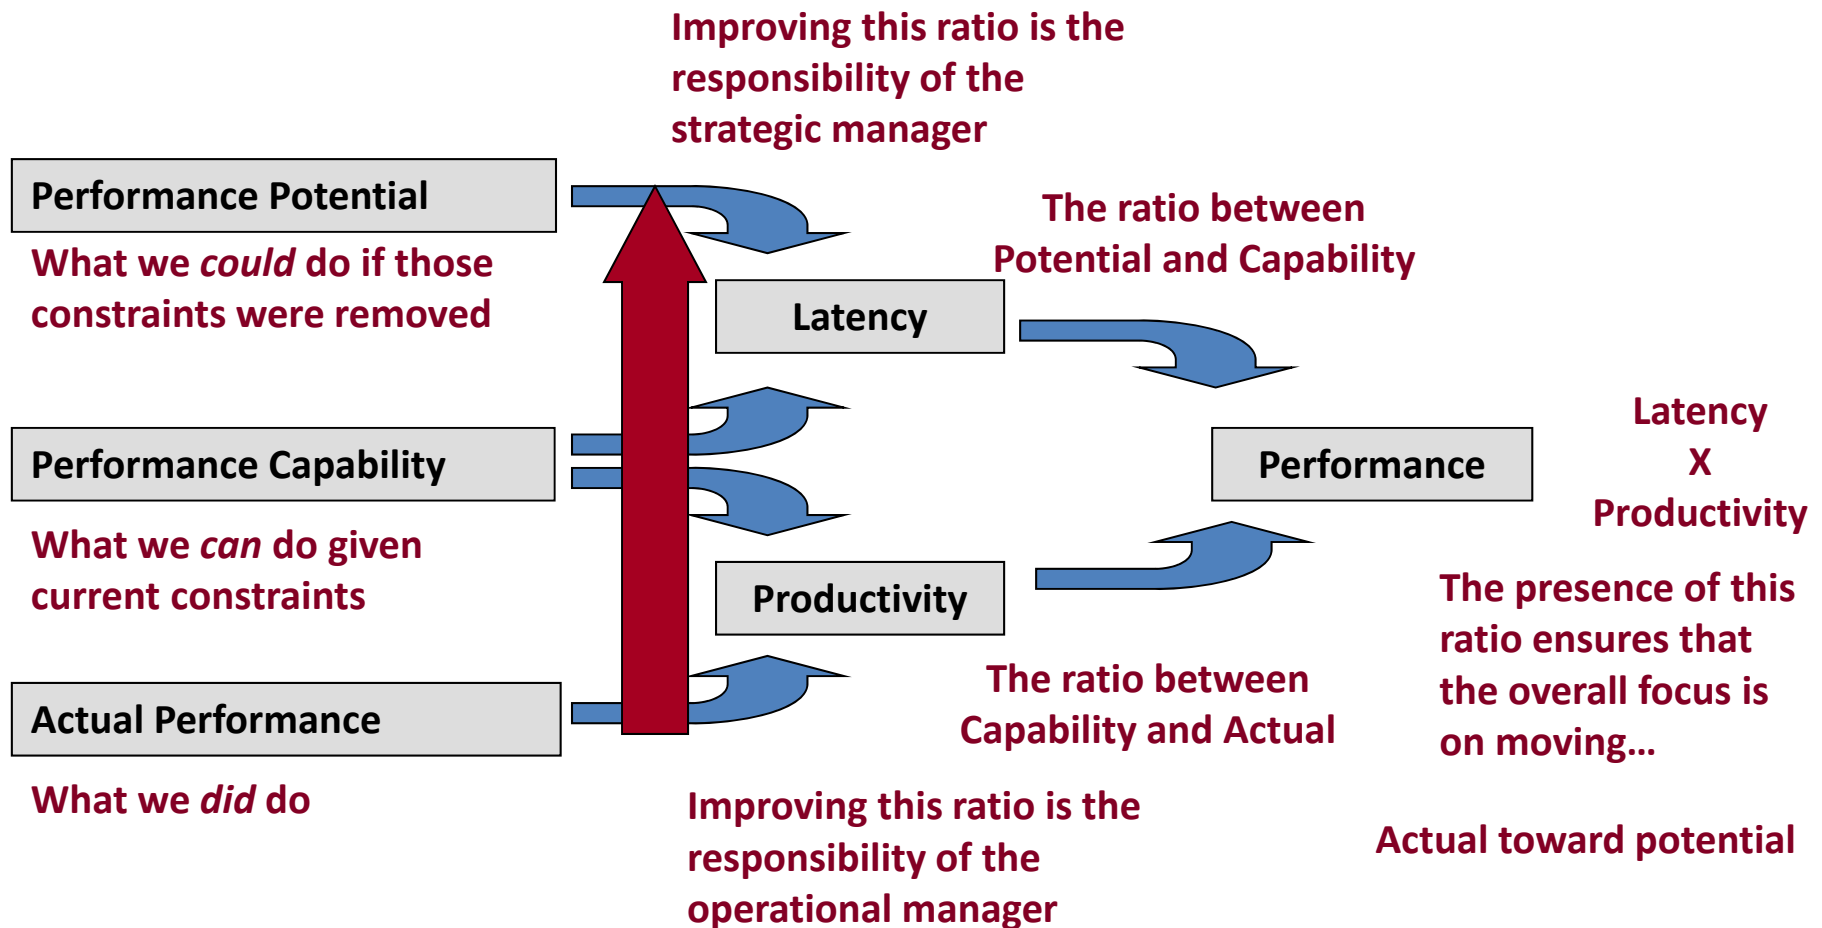 Improving this ratio is the
responsibility of the
strategic manager
Performance Potential
What we could do if those
constraints were removed
The ratio between
Potential and Capability
Latency
Performance Capability
What we can do given
current constraints
Performance
Latency
X
Productivity
Productivity
The ratio between
Capability and Actual
The presence of this
ratio ensures that
the overall focus is
on moving…
Actual Performance
What we did do
Improving this ratio is the
responsibility of the
operational manager
Actual toward potential